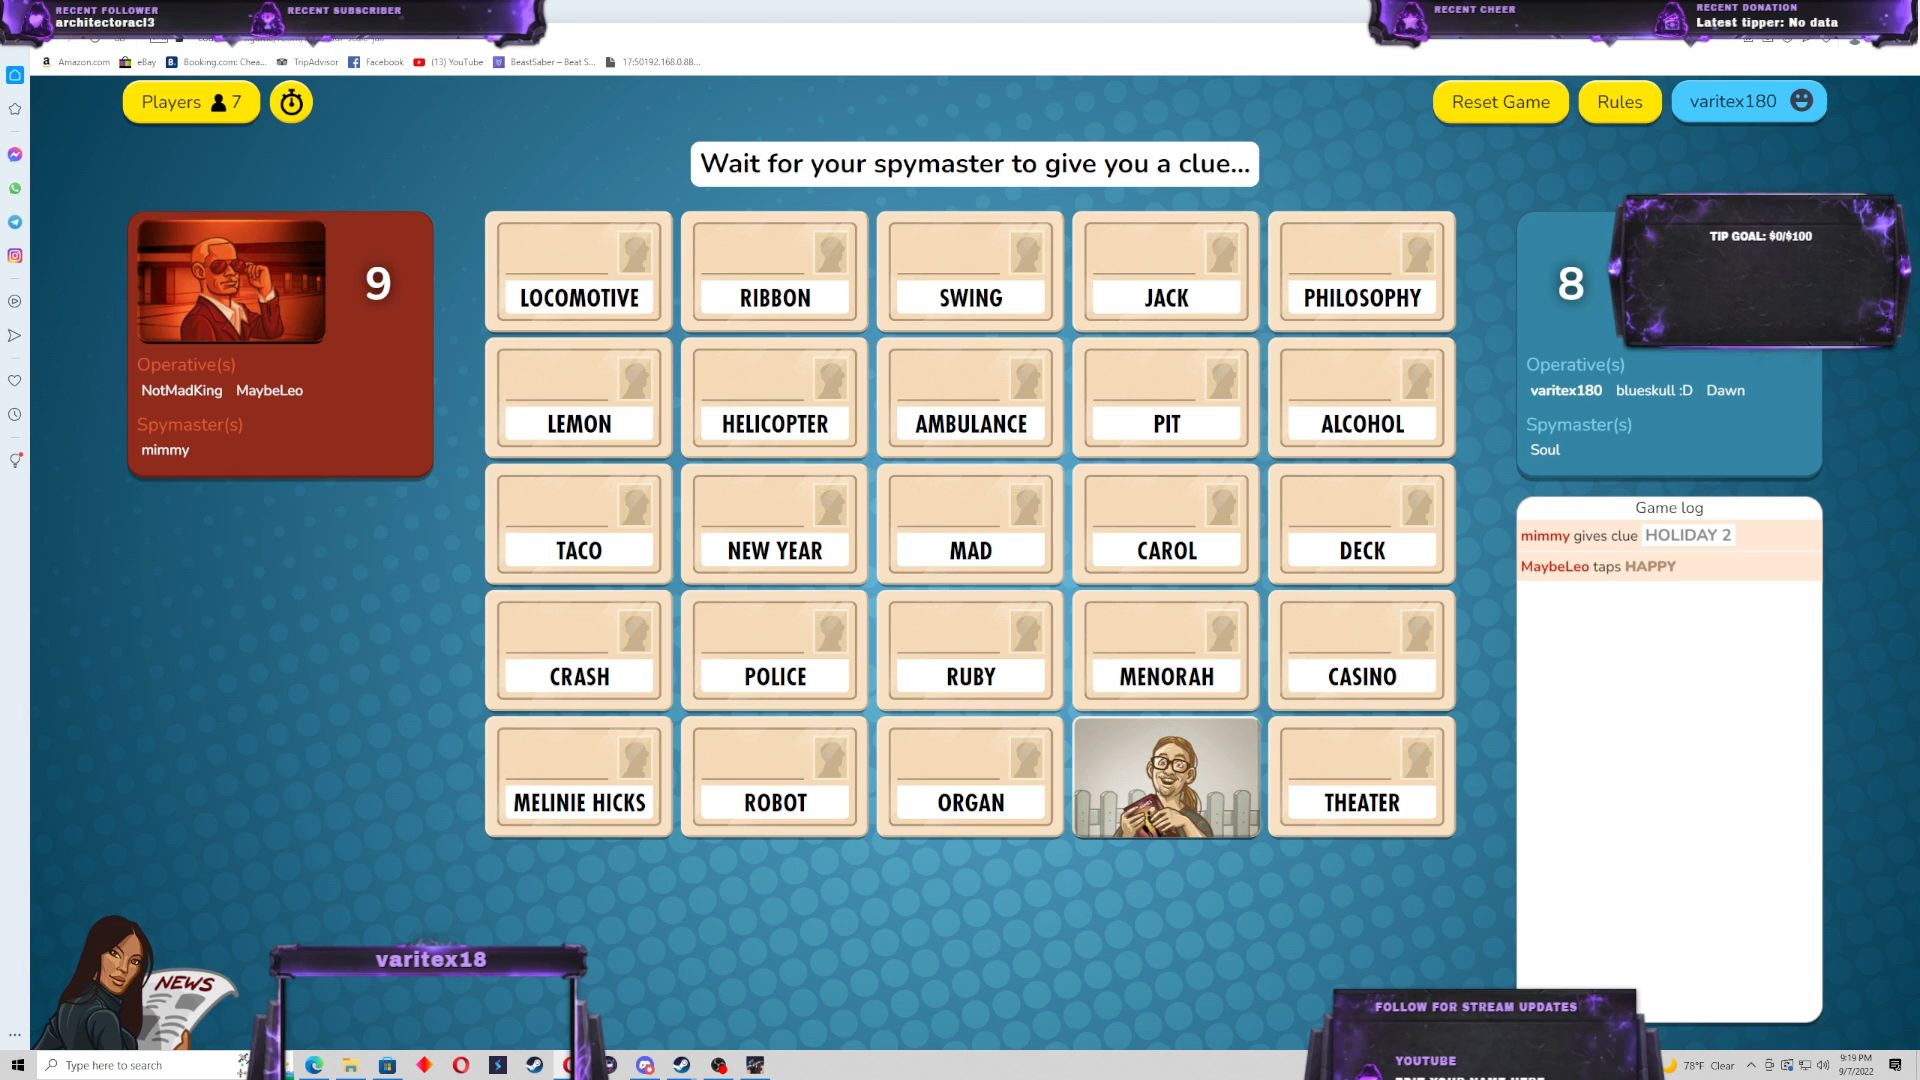 RECENT FOLLOWER
architectoracl3
RECENT SUBSCRIBER
RECENT CHEER
RECENT DONATION
Latest tipper: No data
Amazon.com
eBay
Booking.com: Chea...
TripAdvisor
Facebook
(13) YouTube
BeastSaber – Beat S...
17:50192.168.0.88...
Players 7
Reset Game
Rules
varitex180
Wait for your spymaster to give you a clue...
9
Operative(s)
NotMadKing MaybeLeo
Spymaster(s)
mimmy
LOCOMOTIVE
RIBBON
SWING
JACK
PHILOSOPHY
LEMON
HELICOPTER
AMBULANCE
PIT
ALCOHOL
TACO
NEW YEAR
MAD
CAROL
DECK
CRASH
POLICE
RUBY
MENORAH
CASINO
MELINIE HICKS
ROBOT
ORGAN
THEATER
8
TIP GOAL: $0/$100
Operative(s)
varitex180 blueskull :D Dawn
Spymaster(s)
Soul
Game log
mimmy gives clue HOLIDAY 2
MaybeLeo taps HAPPY
NEWS
varitex18
FOLLOW FOR STREAM UPDATES
YOUTUBE
Type here to search
78°F Clear
9:19 PM
9/7/2022